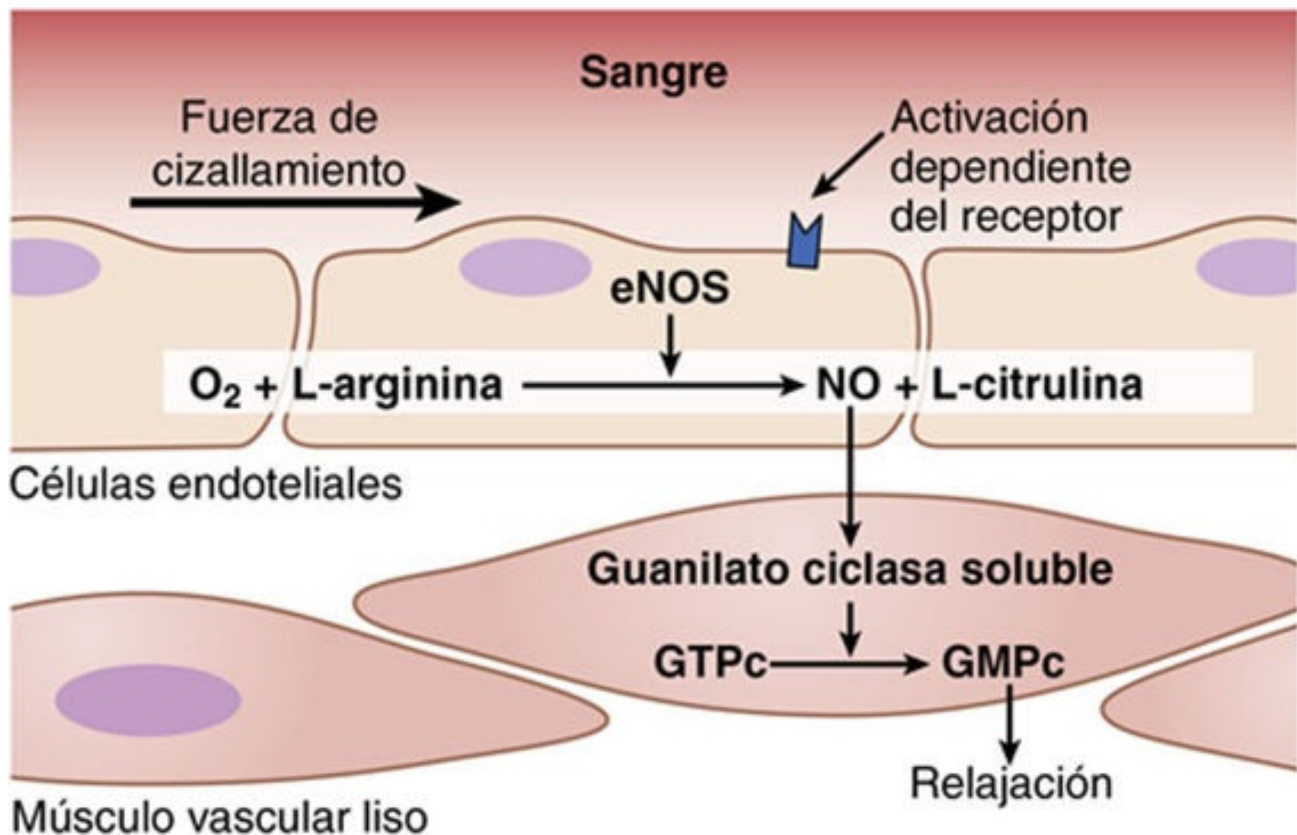 Sangre
Fuerza de
cizallamiento
Activación
dependiente
del receptor
eNOS
O₂ + L-arginina
NO + L-citrulina
Células endoteliales
Guanilato ciclasa soluble
GTPc
GMPc
Relajación
Músculo vascular liso